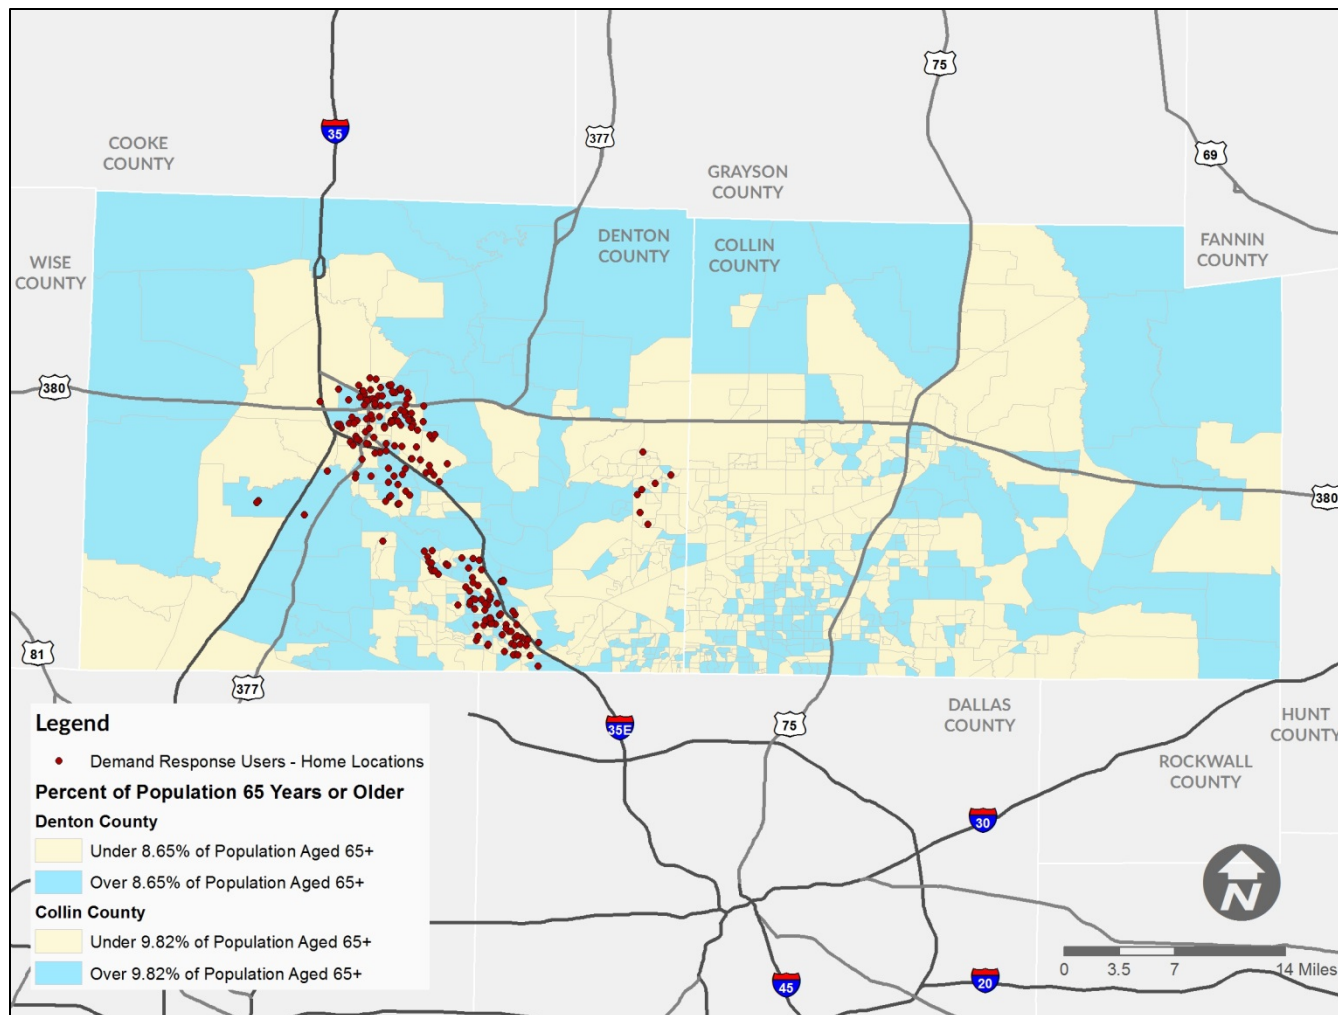 75
35
377
COOKE
COUNTY
69
GRAYSON
COUNTY
DENTON
COUNTY
COLLIN
COUNTY
FANNIN
COUNTY
WISE
COUNTY
380
380
81
377
DALLAS
COUNTY
HUNT
COUNTY
35E
75
ROCKWALL
COUNTY
30
Legend
Demand Response Users - Home Locations
Percent of Population 65 Years or Older
Denton County
Under 8.65% of Population Aged 65+
Over 8.65% of Population Aged 65+
Collin County
Under 9.82% of Population Aged 65+
Over 9.82% of Population Aged 65+
N
0 3.5 7 14 Miles
45
20